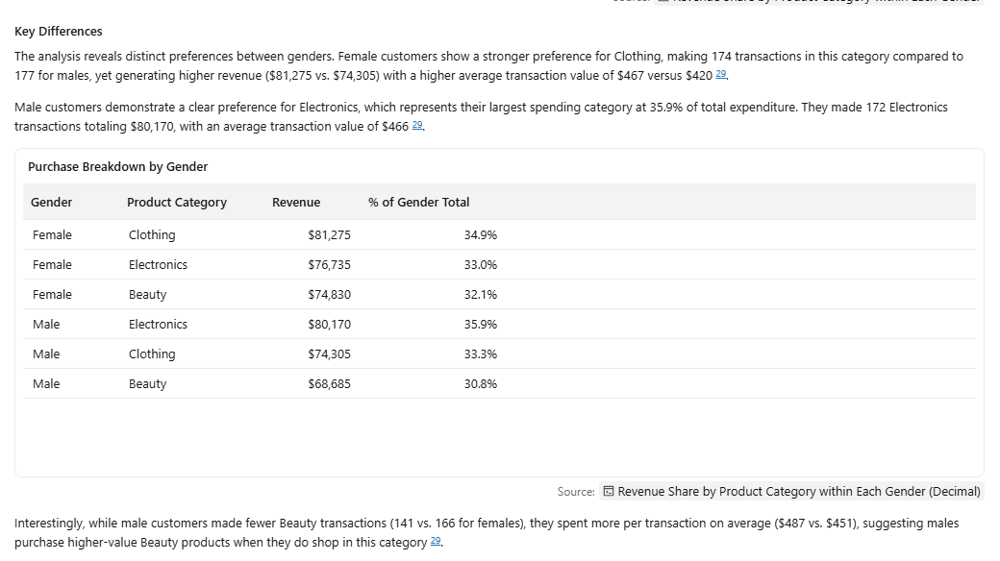 Key Differences
The analysis reveals distinct preferences between genders. Female customers show a stronger preference for Clothing, making 174 transactions in this category compared to
177 for males, yet generating higher revenue ($81,275 vs. $74,305) with a higher average transaction value of $467 versus $420 29.
Male customers demonstrate a clear preference for Electronics, which represents their largest spending category at 35.9% of total expenditure. They made 172 Electronics
transactions totaling $80,170, with an average transaction value of $466 29.
Purchase Breakdown by Gender
Gender Product Category Revenue % of Gender Total
Female Clothing $81,275 34.9%
Female Electronics $76,735 33.0%
Female Beauty $74,830 32.1%
Male Electronics $80,170 35.9%
Male Clothing $74,305 33.3%
Male Beauty $68,685 30.8%
Source: Revenue Share by Product Category within Each Gender (Decimal)
Interestingly, while male customers made fewer Beauty transactions (141 vs. 166 for females), they spent more per transaction on average ($487 vs. $451), suggesting males
purchase higher-value Beauty products when they do shop in this category 29.